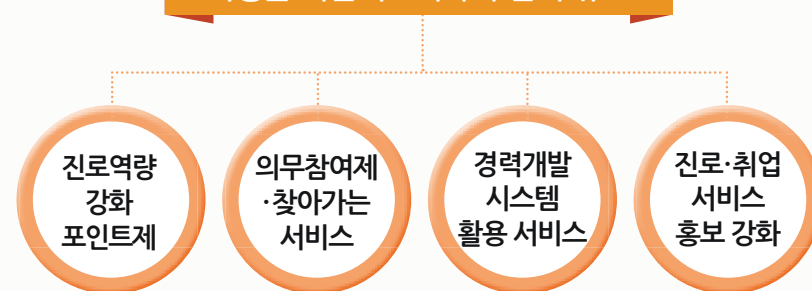 진로역량
강화
포인트제
의무참여제
·찾아가는
서비스
경력개발
시스템
활용 서비스
진로·취업
서비스
홍보 강화